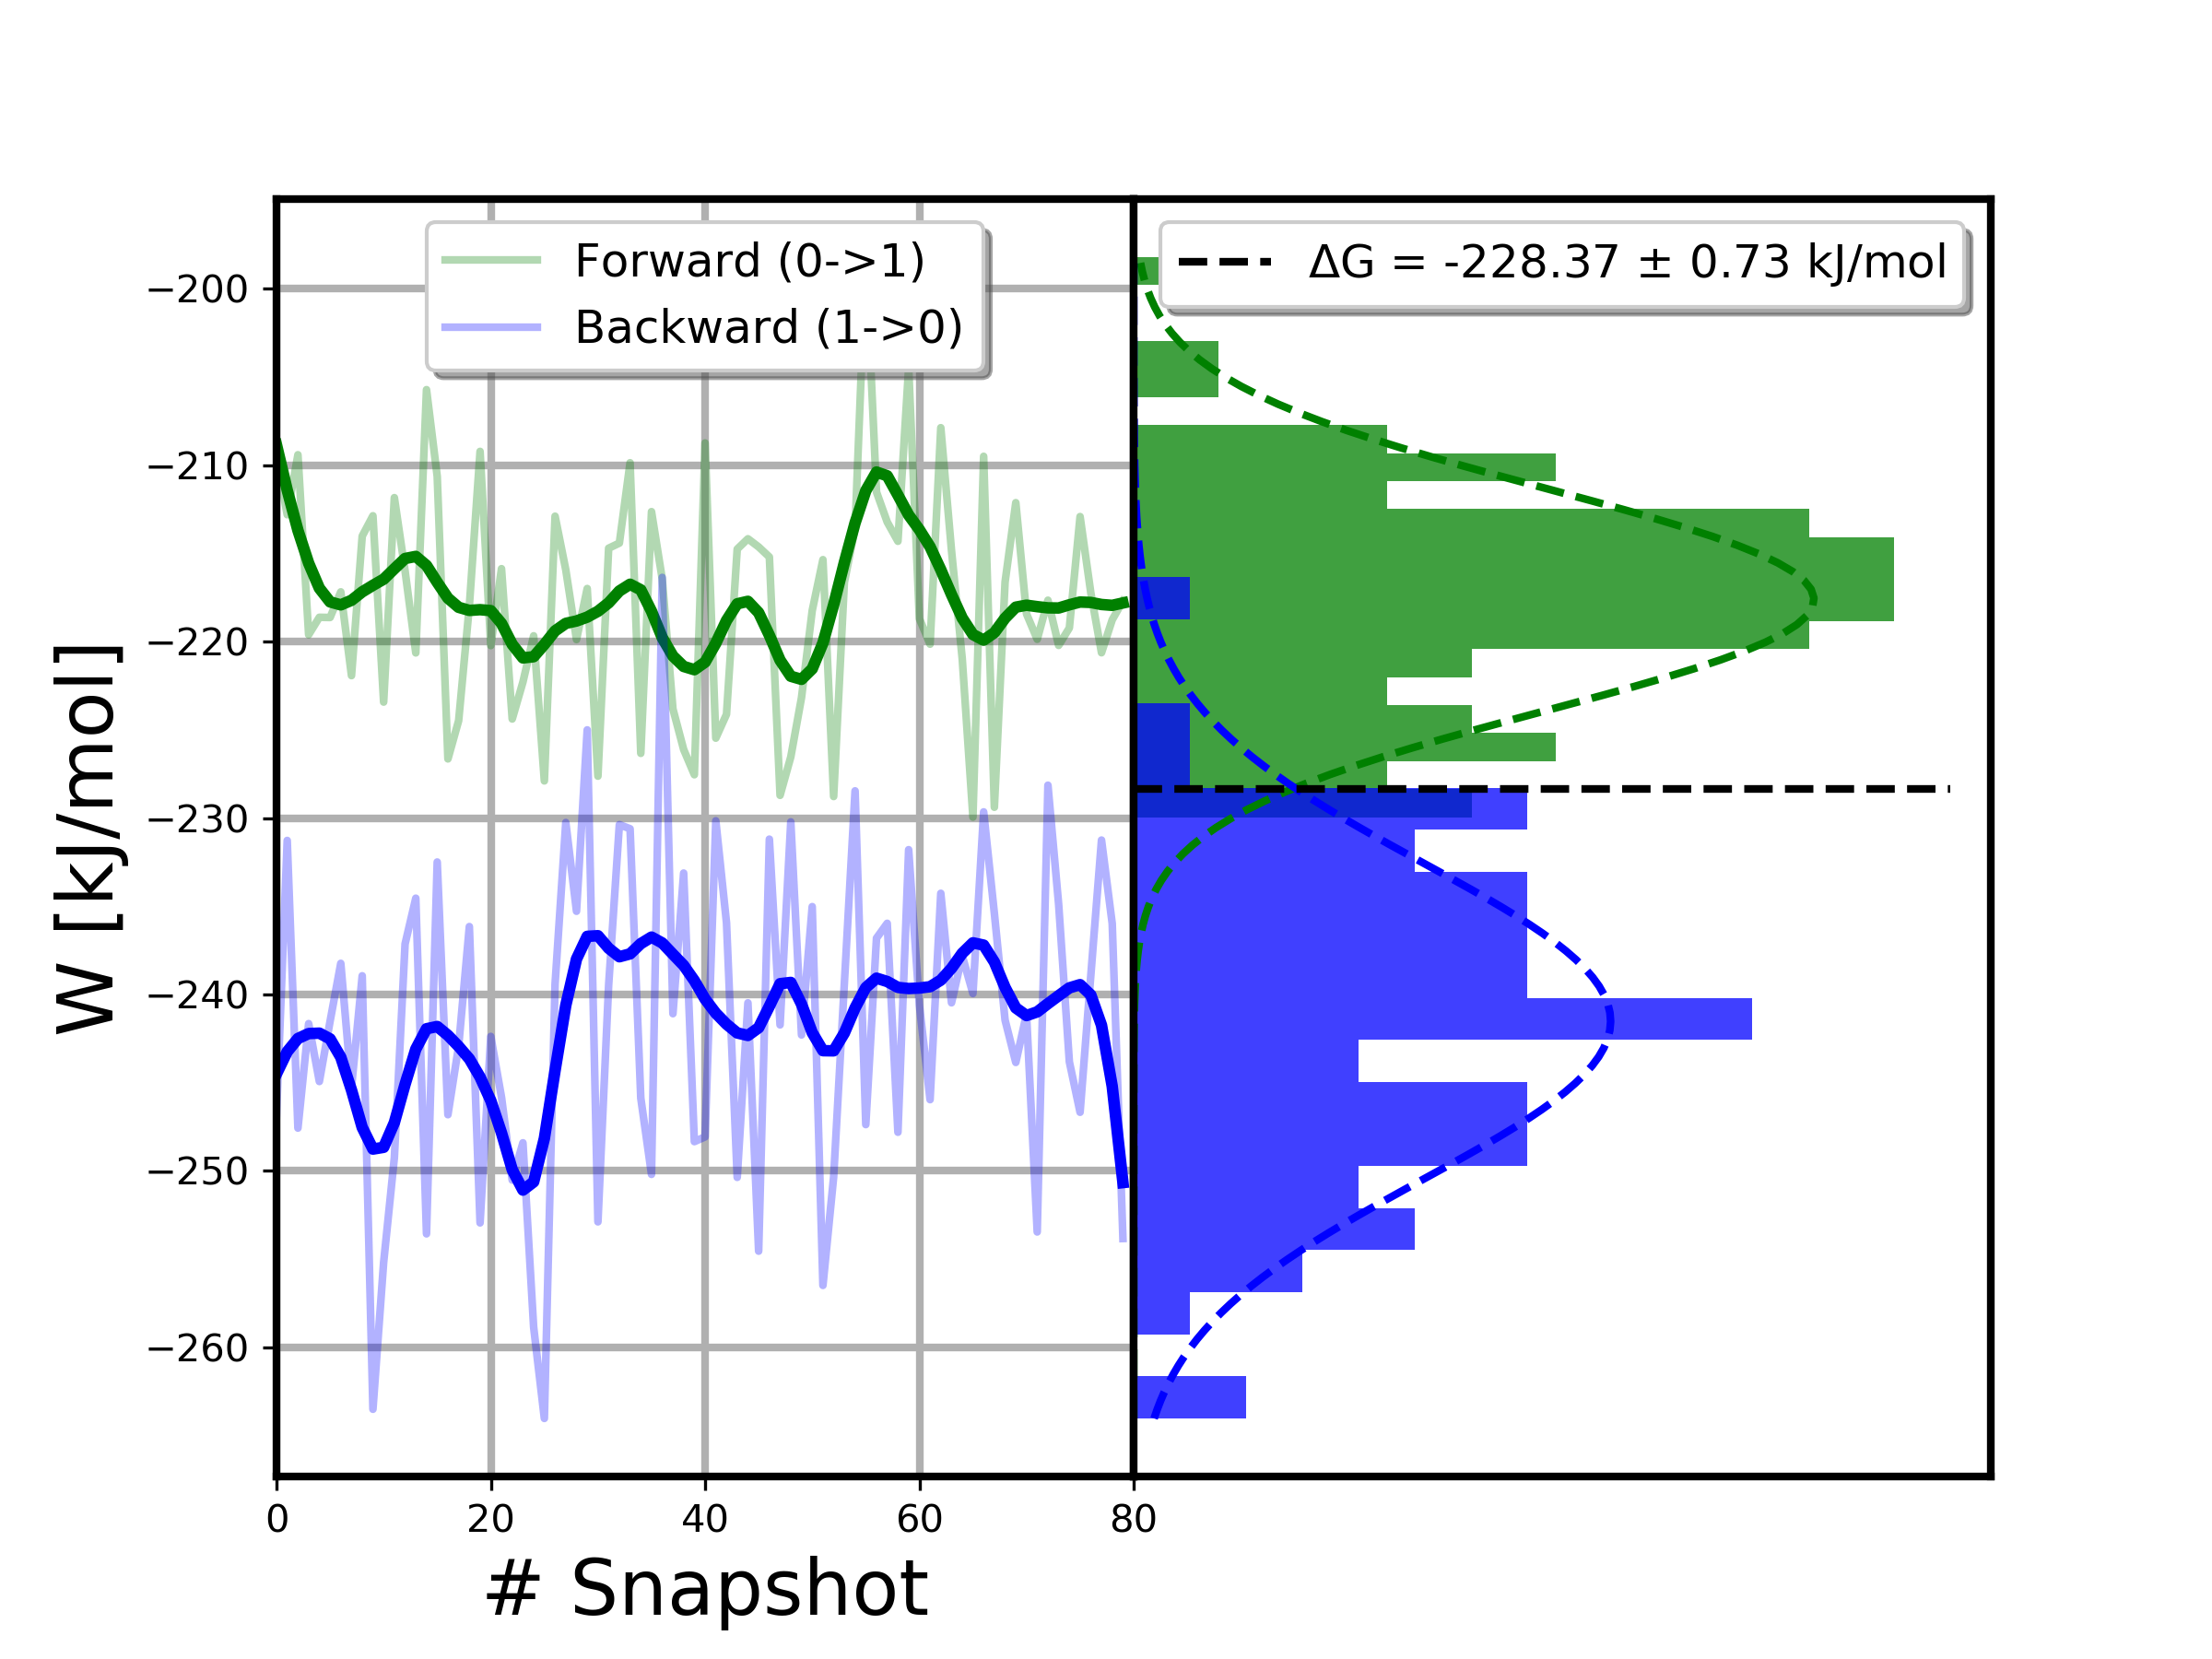 Forward (0->1)
Backward (1->0)
ΔG = -228.37 ± 0.73 kJ/mol
W [kJ/mol]
−200
−210
−220
−230
−240
−250
−260
0 20 40 60 80
# Snapshot